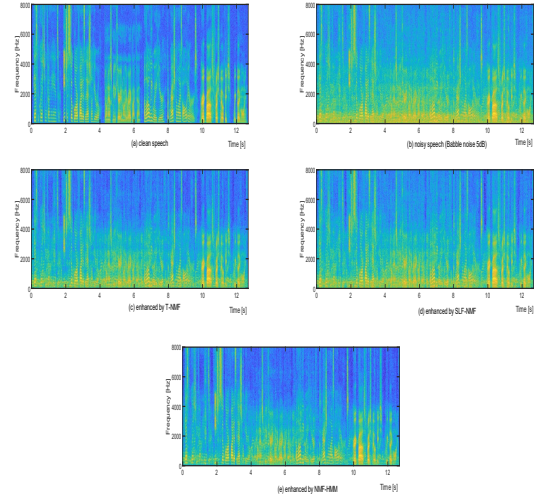 8000
6000
4000
2000
0
Frequency [Hz]
0 2 4 6 8 10 12
(a) clean speech
Time [s]
8000
6000
4000
2000
0
Frequency [Hz]
0 2 4 6 8 10 12
(b) noisy speech (Babble noise 5dB)
Time [s]
8000
6000
4000
2000
0
Frequency [Hz]
0 2 4 6 8 10 12
(c) enhanced by T-NMF
Time [s]
8000
6000
4000
2000
0
Frequency [Hz]
0 2 4 6 8 10 12
(d) enhanced by SLF-NMF
Time [s]
8000
6000
4000
2000
0
Frequency [Hz]
0 2 4 6 8 10 12
(e) enhanced by NMF-HMM
Time [s]